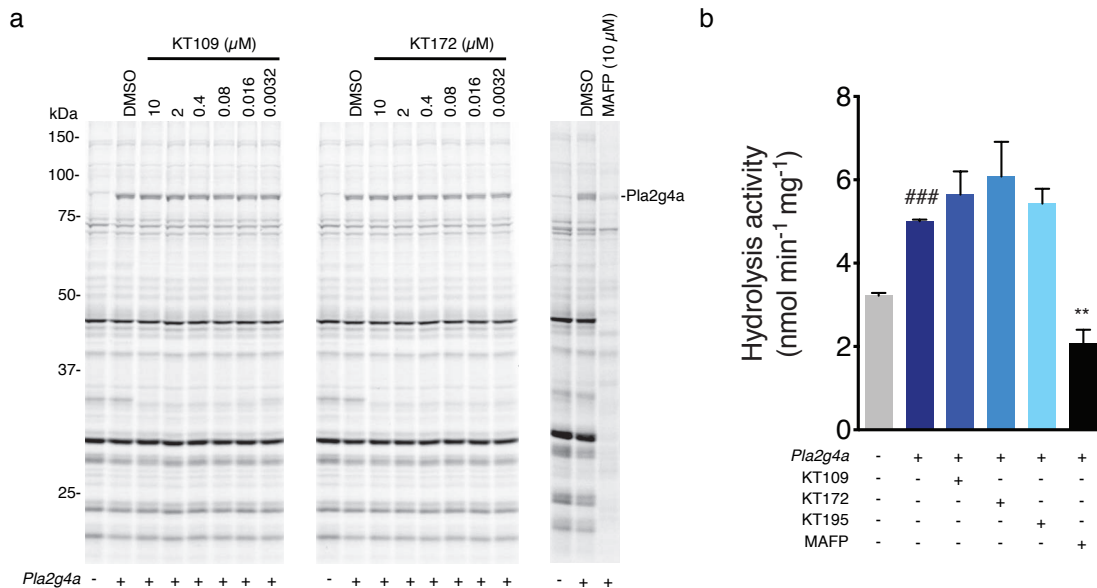 a
KT109 (µM)
KT172 (µM)
kDa
DMSO
10
2
0.4
0.08
0.016
0.0032
DMSO
10
2
0.4
0.08
0.016
0.0032
DMSO
MAFP (10 µM)
150-
100-
75-
50-
37-
25-
-Pla2g4a
Pla2g4a - + + + + + + + - + + + + + + + - + +
b
Hydrolysis activity
(nmol min-1 mg-1)
8
6
4
2
0
###
**
Pla2g4a - + + + + +
KT109 - - + - - -
KT172 - - - + - -
KT195 - - - - + -
MAFP - - - - - +